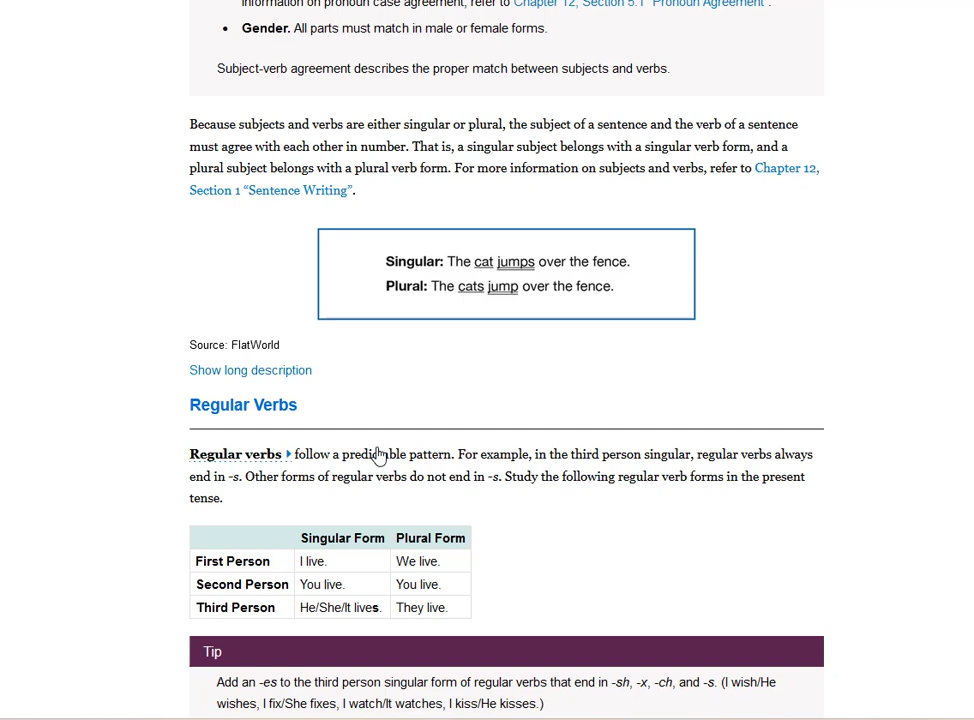 information on pronoun case agreement, refer to Chapter 12, Section 5.1 "Pronoun Agreement".
• Gender. All parts must match in male or female forms.
Subject-verb agreement describes the proper match between subjects and verbs.
Because subjects and verbs are either singular or plural, the subject of a sentence and the verb of a sentence
must agree with each other in number. That is, a singular subject belongs with a singular verb form, and a
plural subject belongs with a plural verb form. For more information on subjects and verbs, refer to Chapter 12,
Section 1 “Sentence Writing”.
Singular: The cat jumps over the fence.
Plural: The cats jump over the fence.
Source: FlatWorld
Show long description
Regular Verbs
Regular verbs follow a predictable pattern. For example, in the third person singular, regular verbs always
end in -s. Other forms of regular verbs do not end in -s. Study the following regular verb forms in the present
tense.
Singular Form Plural Form
First Person I live. We live.
Second Person You live. You live.
Third Person He/She/It lives. They live.
Tip
Add an -es to the third person singular form of regular verbs that end in -sh, -x, -ch, and -s. (I wish/He
wishes, I fix/She fixes, I watch/It watches, I kiss/He kisses.)